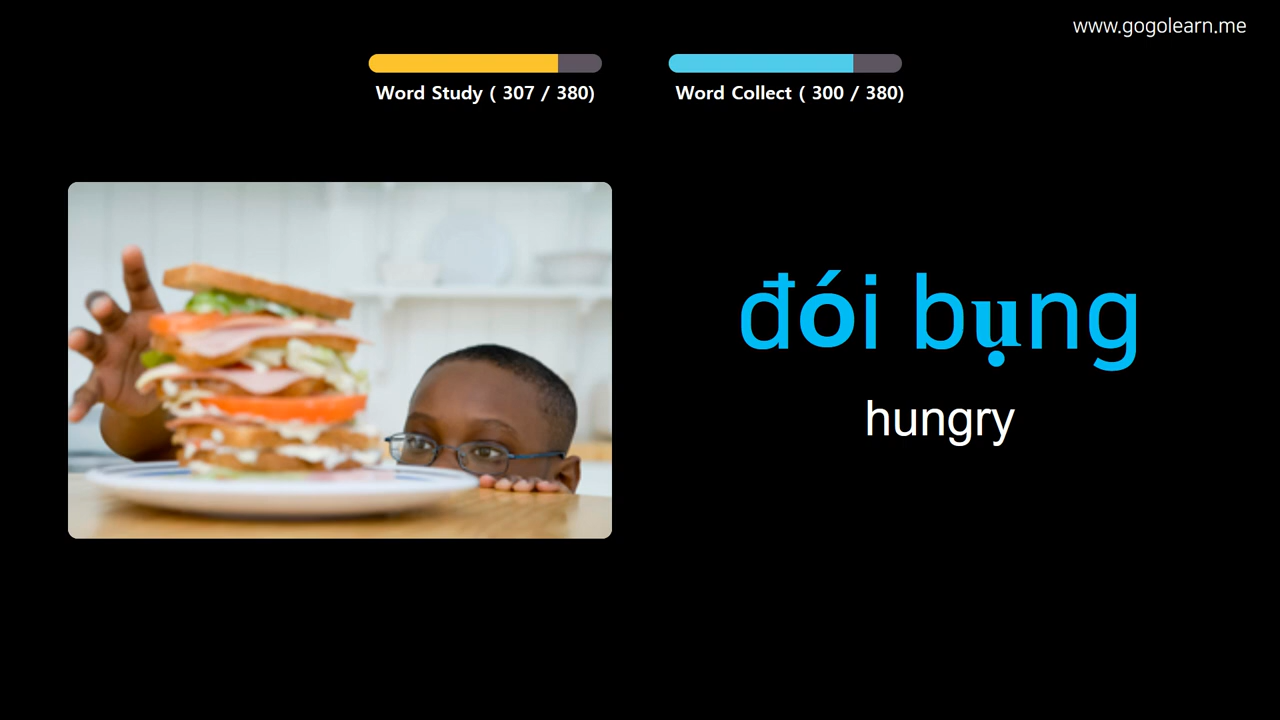 www.gogolearn.me
Word Study ( 307 / 380)
Word Collect ( 300 / 380)
đói bụng
hungry